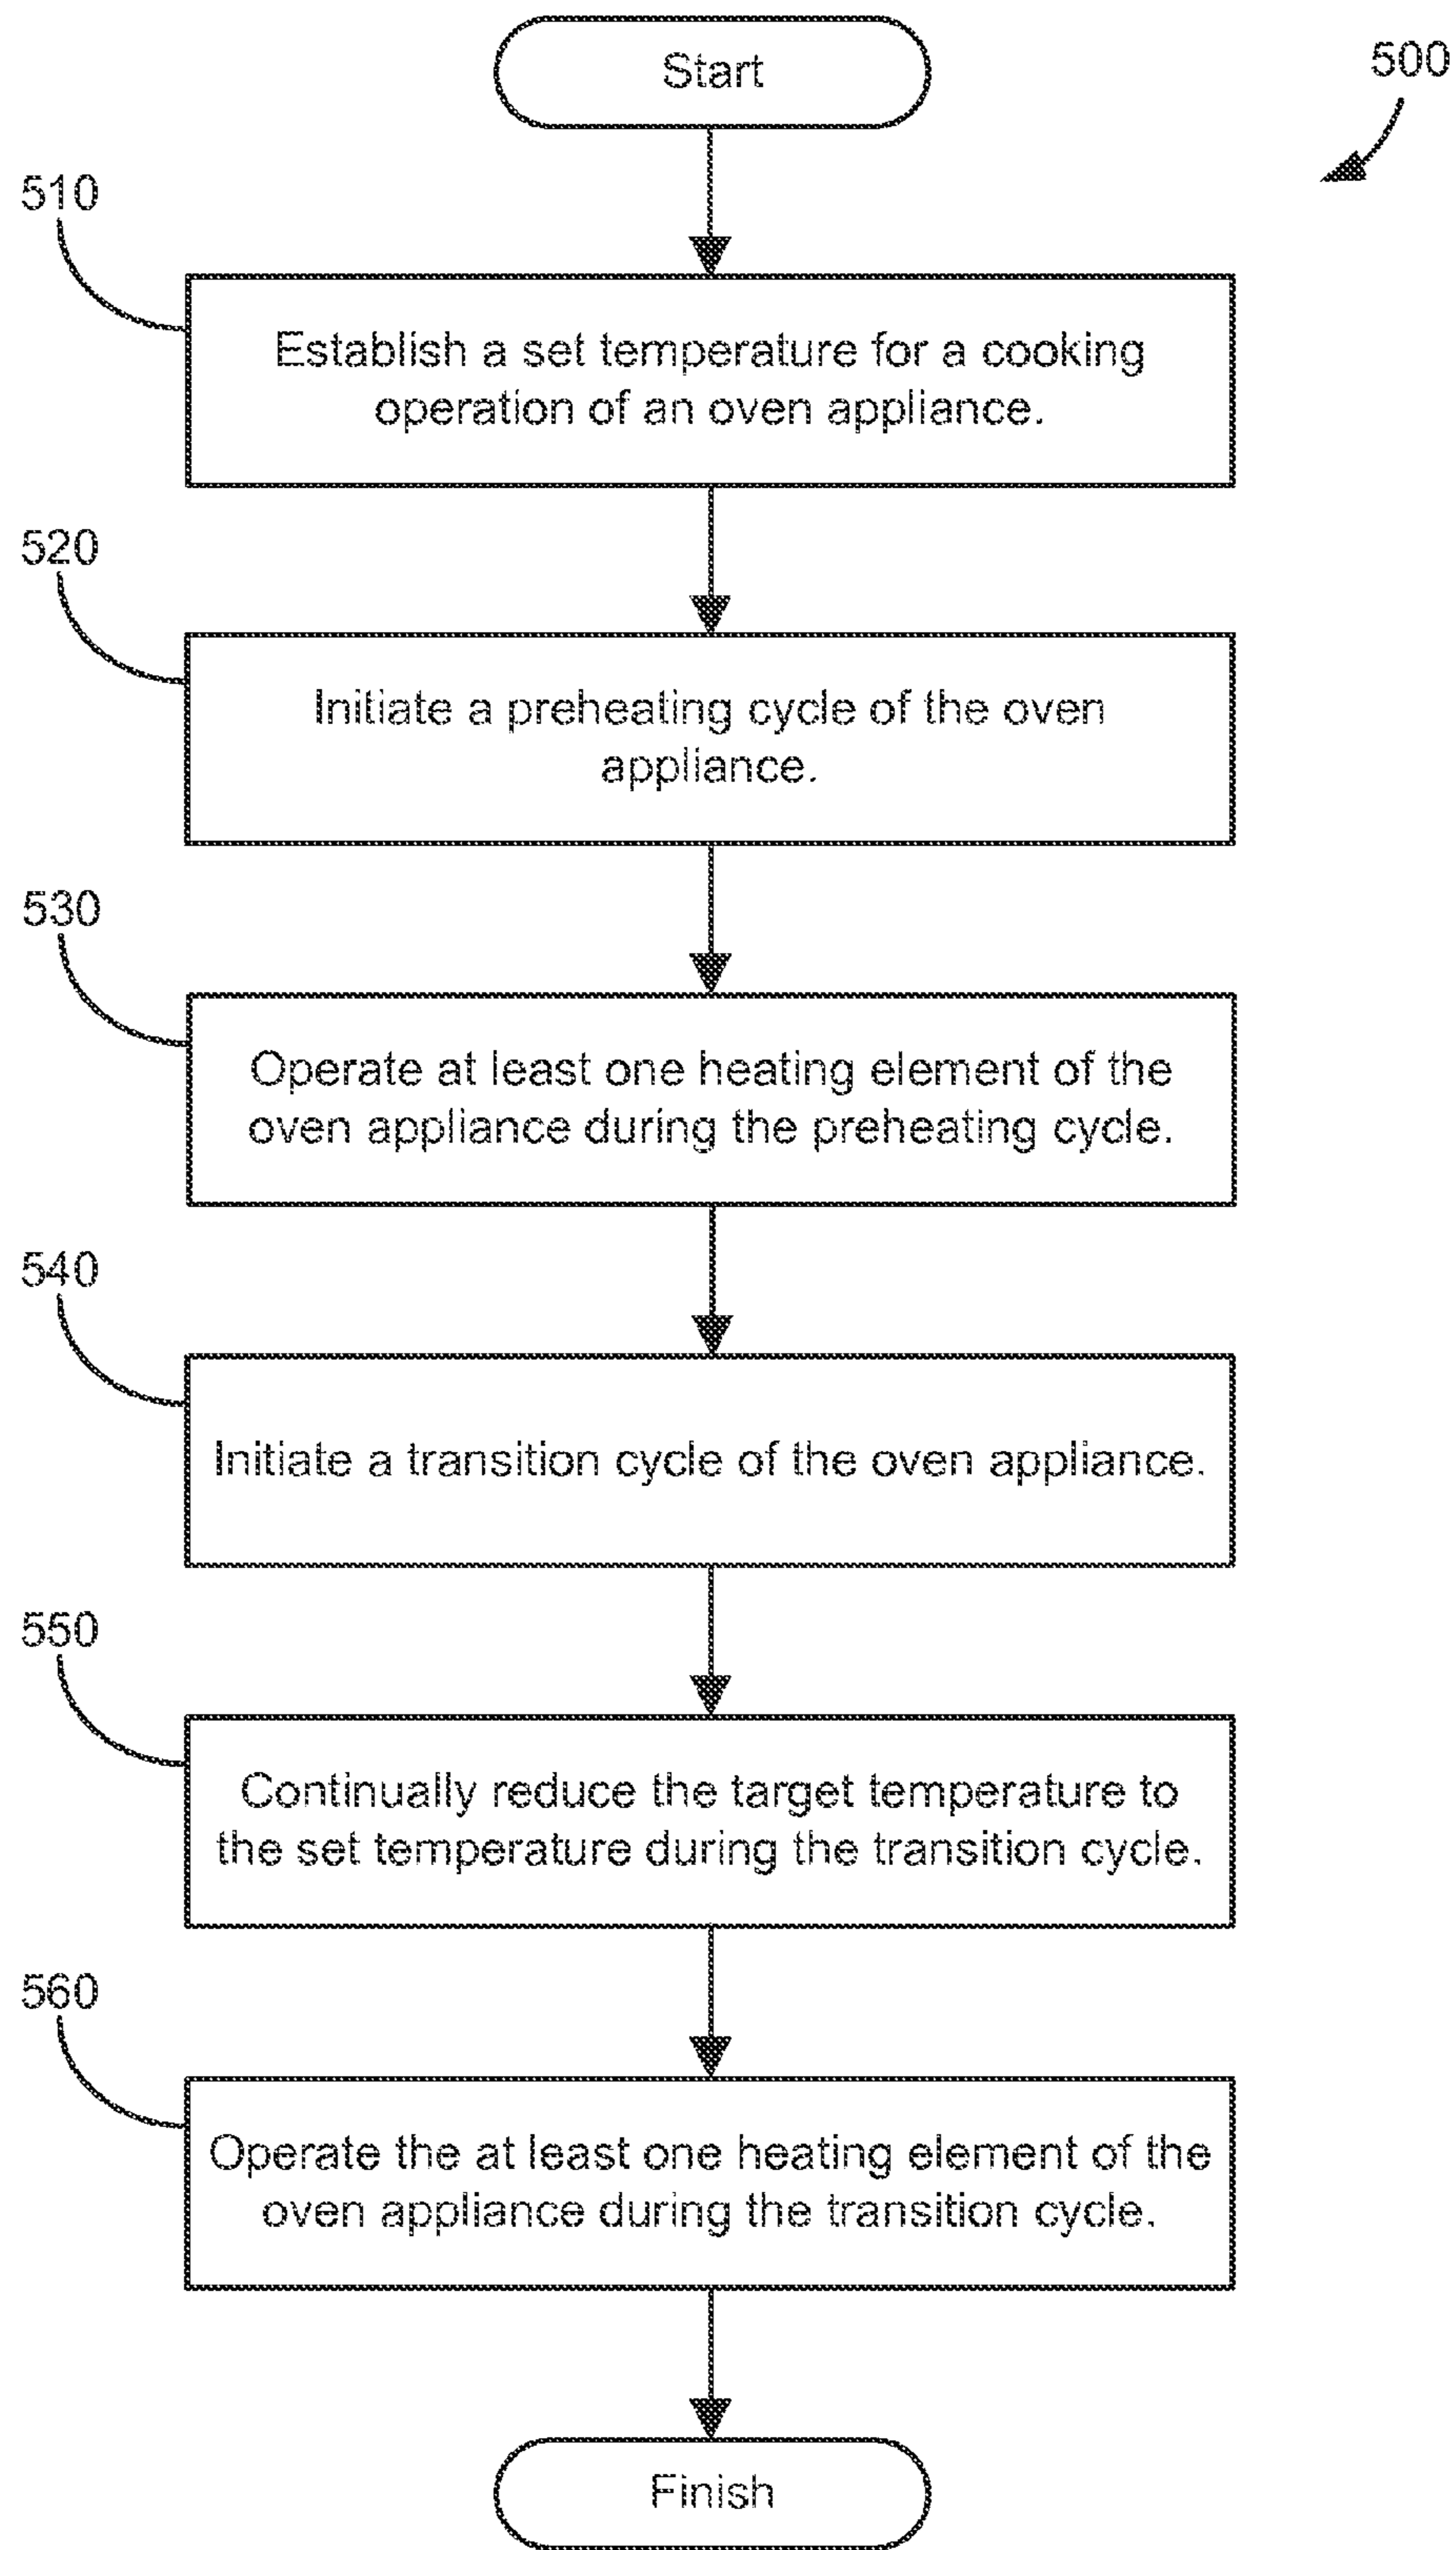 Start
500
510
Establish a set temperature for a cooking
operation of an oven appliance.
520
Initiate a preheating cycle of the oven
appliance.
530
Operate at least one heating element of the
oven appliance during the preheating cycle.
540
Initiate a transition cycle of the oven appliance.
550
Continually reduce the target temperature to
the set temperature during the transition cycle.
560
Operate the at least one heating element of the
oven appliance during the transition cycle.
Finish